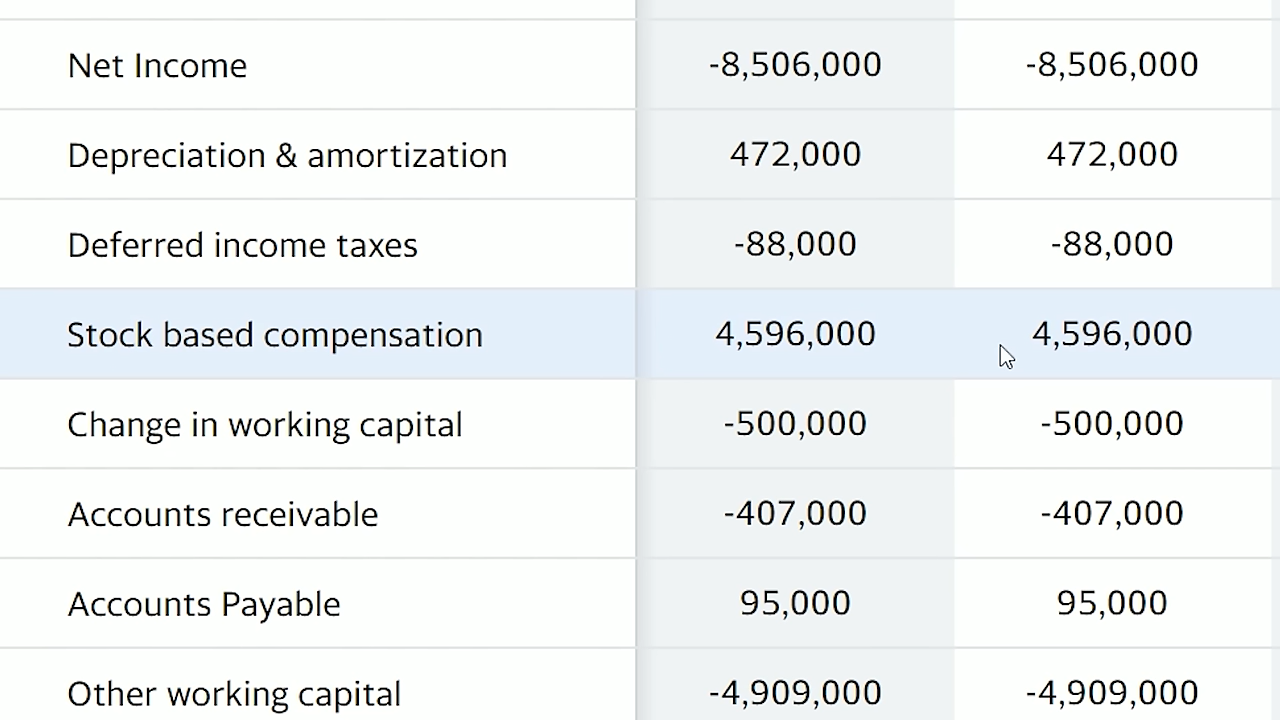 Net Income -8,506,000 -8,506,000
Depreciation & amortization 472,000 472,000
Deferred income taxes -88,000 -88,000
Stock based compensation 4,596,000 4,596,000
Change in working capital -500,000 -500,000
Accounts receivable -407,000 -407,000
Accounts Payable 95,000 95,000
Other working capital -4,909,000 -4,909,000